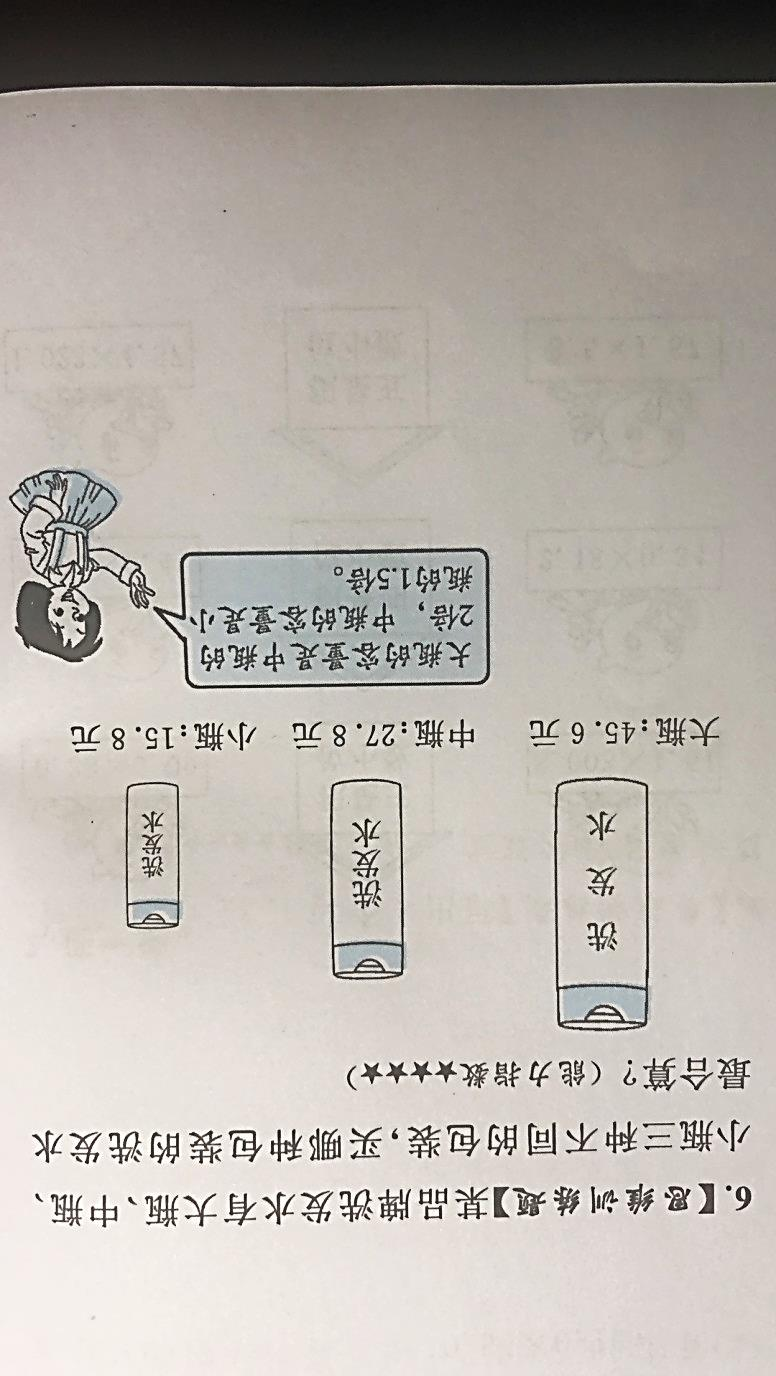 6.【思维训练题】某品牌洗发水有大瓶、中瓶、
小瓶三种不同的包装,买哪种包装的洗发水
最合算?(能力指数★★★★)
洗发水
洗发水
洗发水
大瓶:45.6元
中瓶:27.8元
小瓶:15.8元
大瓶的容量是中瓶的
2倍，中瓶的容量是小
瓶的1.5倍。